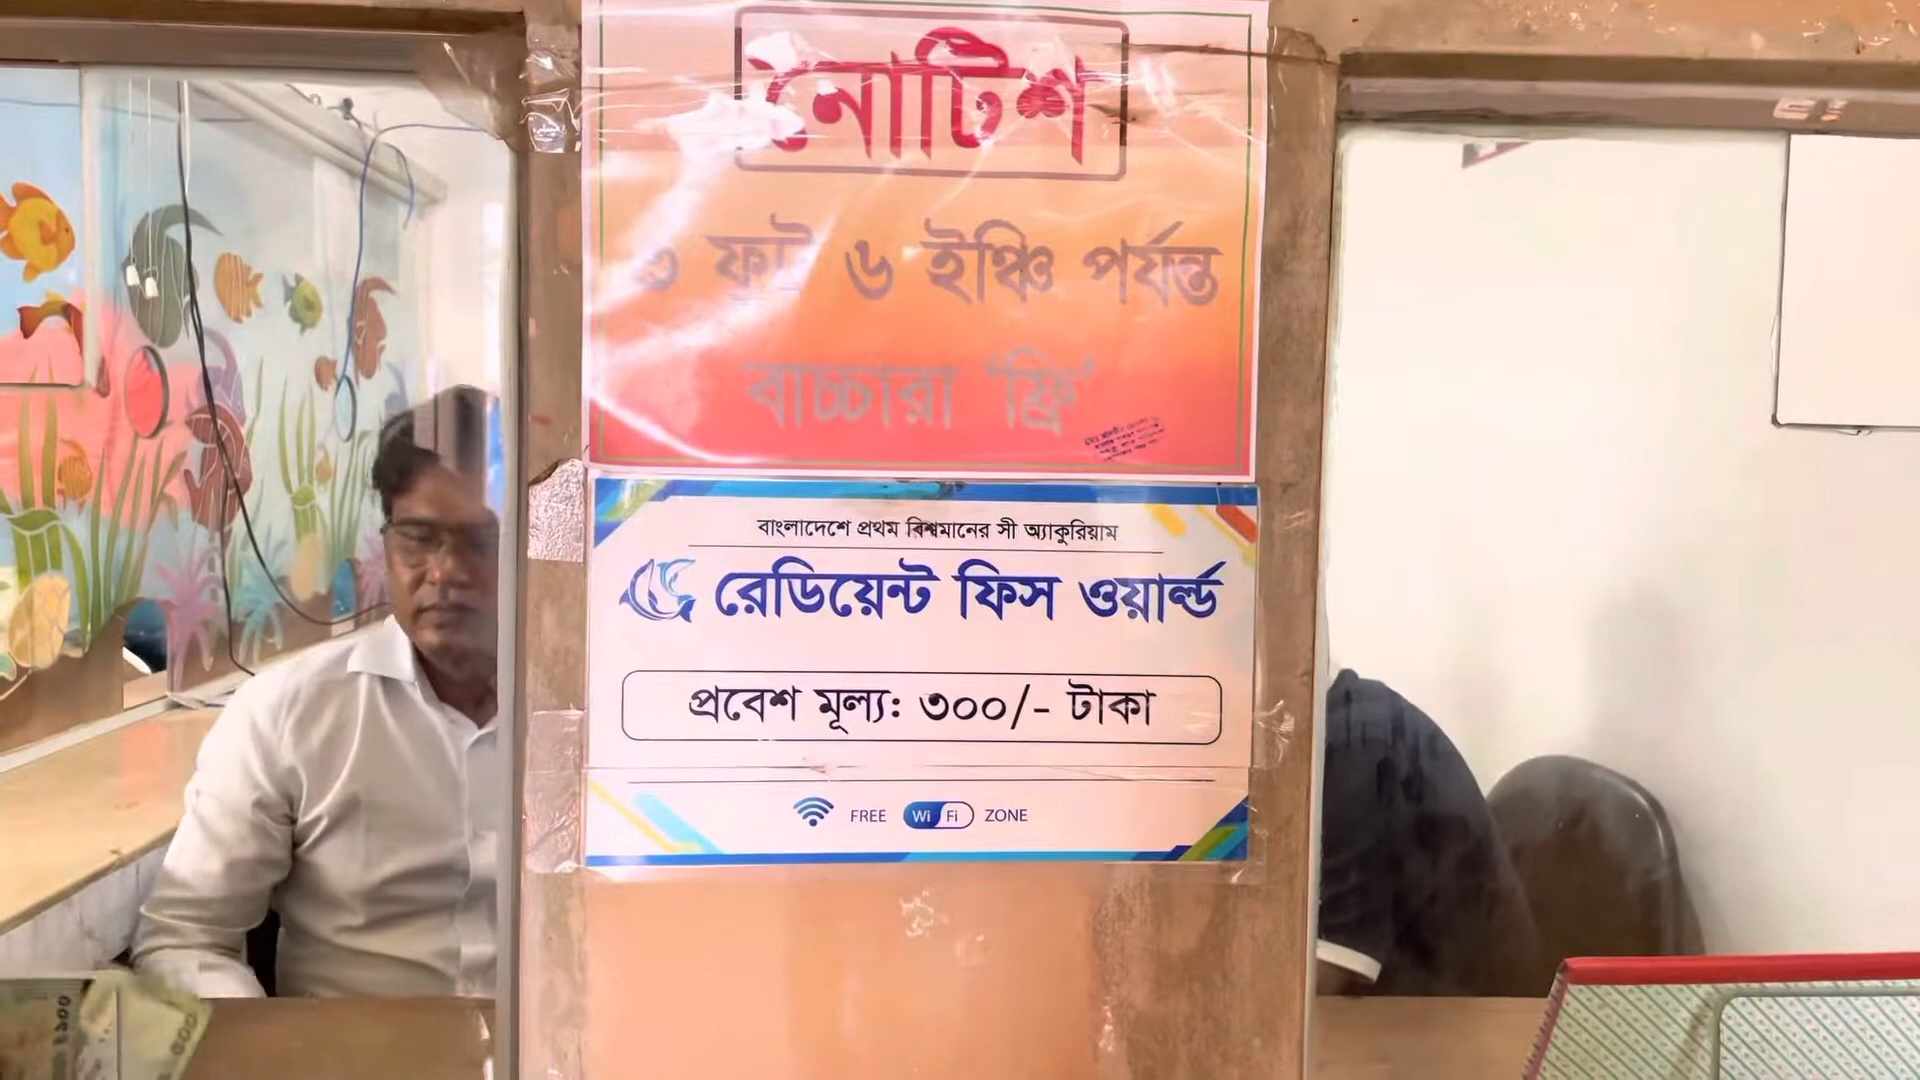 নোটিশ
৩ ফুট ৬ ইঞ্চি পর্যন্ত
বাচ্চারা ‘ফ্রি’
বাংলাদেশে প্রথম বিশ্বমানের সী অ্যাকুরিয়াম
রেডিয়েন্ট ফিস ওয়ার্ল্ড
প্রবেশ মূল্য: ৩০০/- টাকা
FREE Wi Fi ZONE